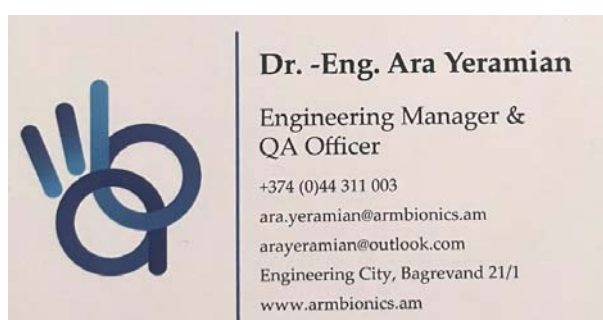 Dr. -Eng. Ara Yeramian
Engineering Manager &
QA Officer
+374 (0)44 311 003
ara.yeramian@armbionics.am
arayeramian@outlook.com
Engineering City, Bagrevand 21/1
www.armbionics.am